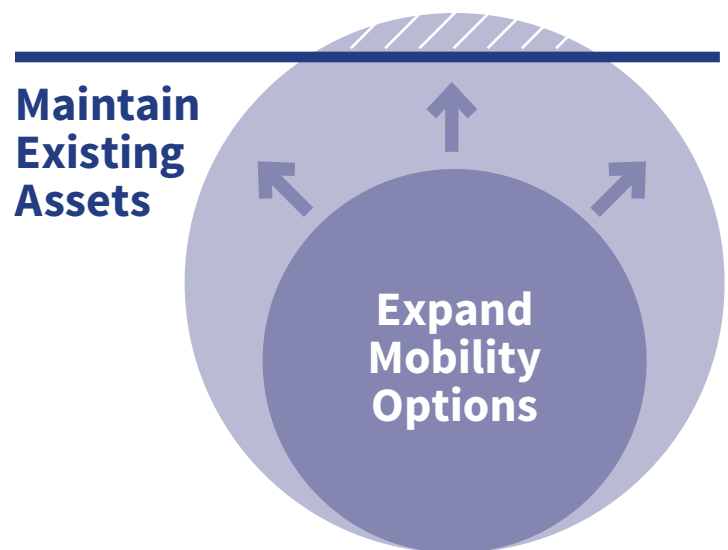 Maintain
Existing
Assets
Expand
Mobility
Options